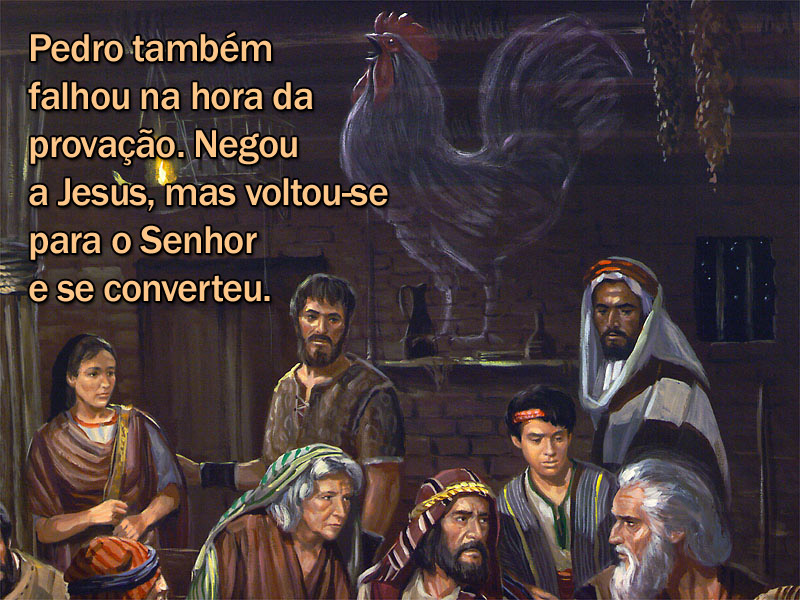 Pedro também
falhou na hora da
provação. Negou
a Jesus, mas voltou-se
para o Senhor
e se converteu.